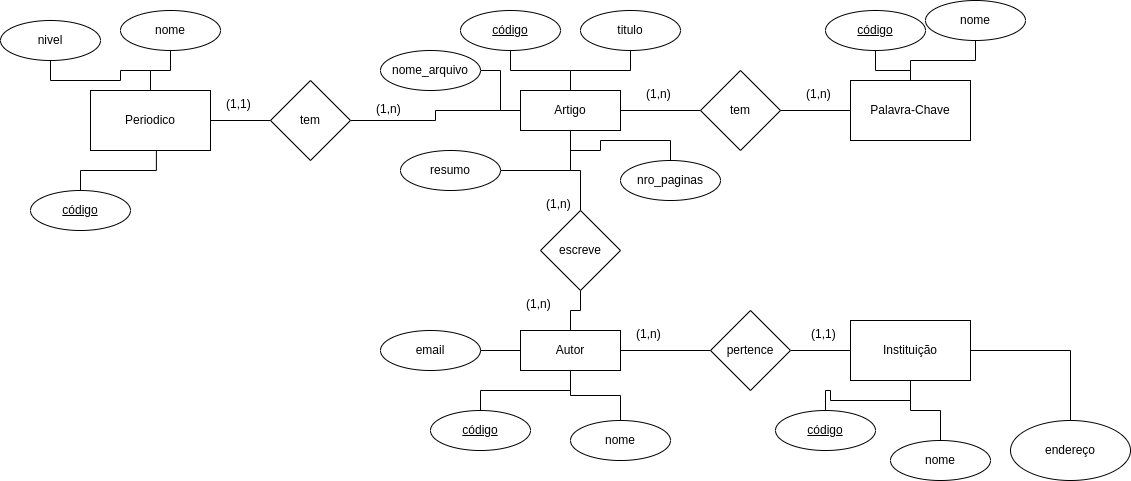 nivel
nome
código
titulo
código
nome
nome_arquivo
Periodico
(1,1)
tem
(1,n)
Artigo
(1,n)
tem
(1,n)
Palavra-Chave
código
resumo
nro_paginas
(1,n)
escreve
(1,n)
email
Autor
(1,n)
pertence
(1,1)
Instituição
código
nome
código
nome
endereço